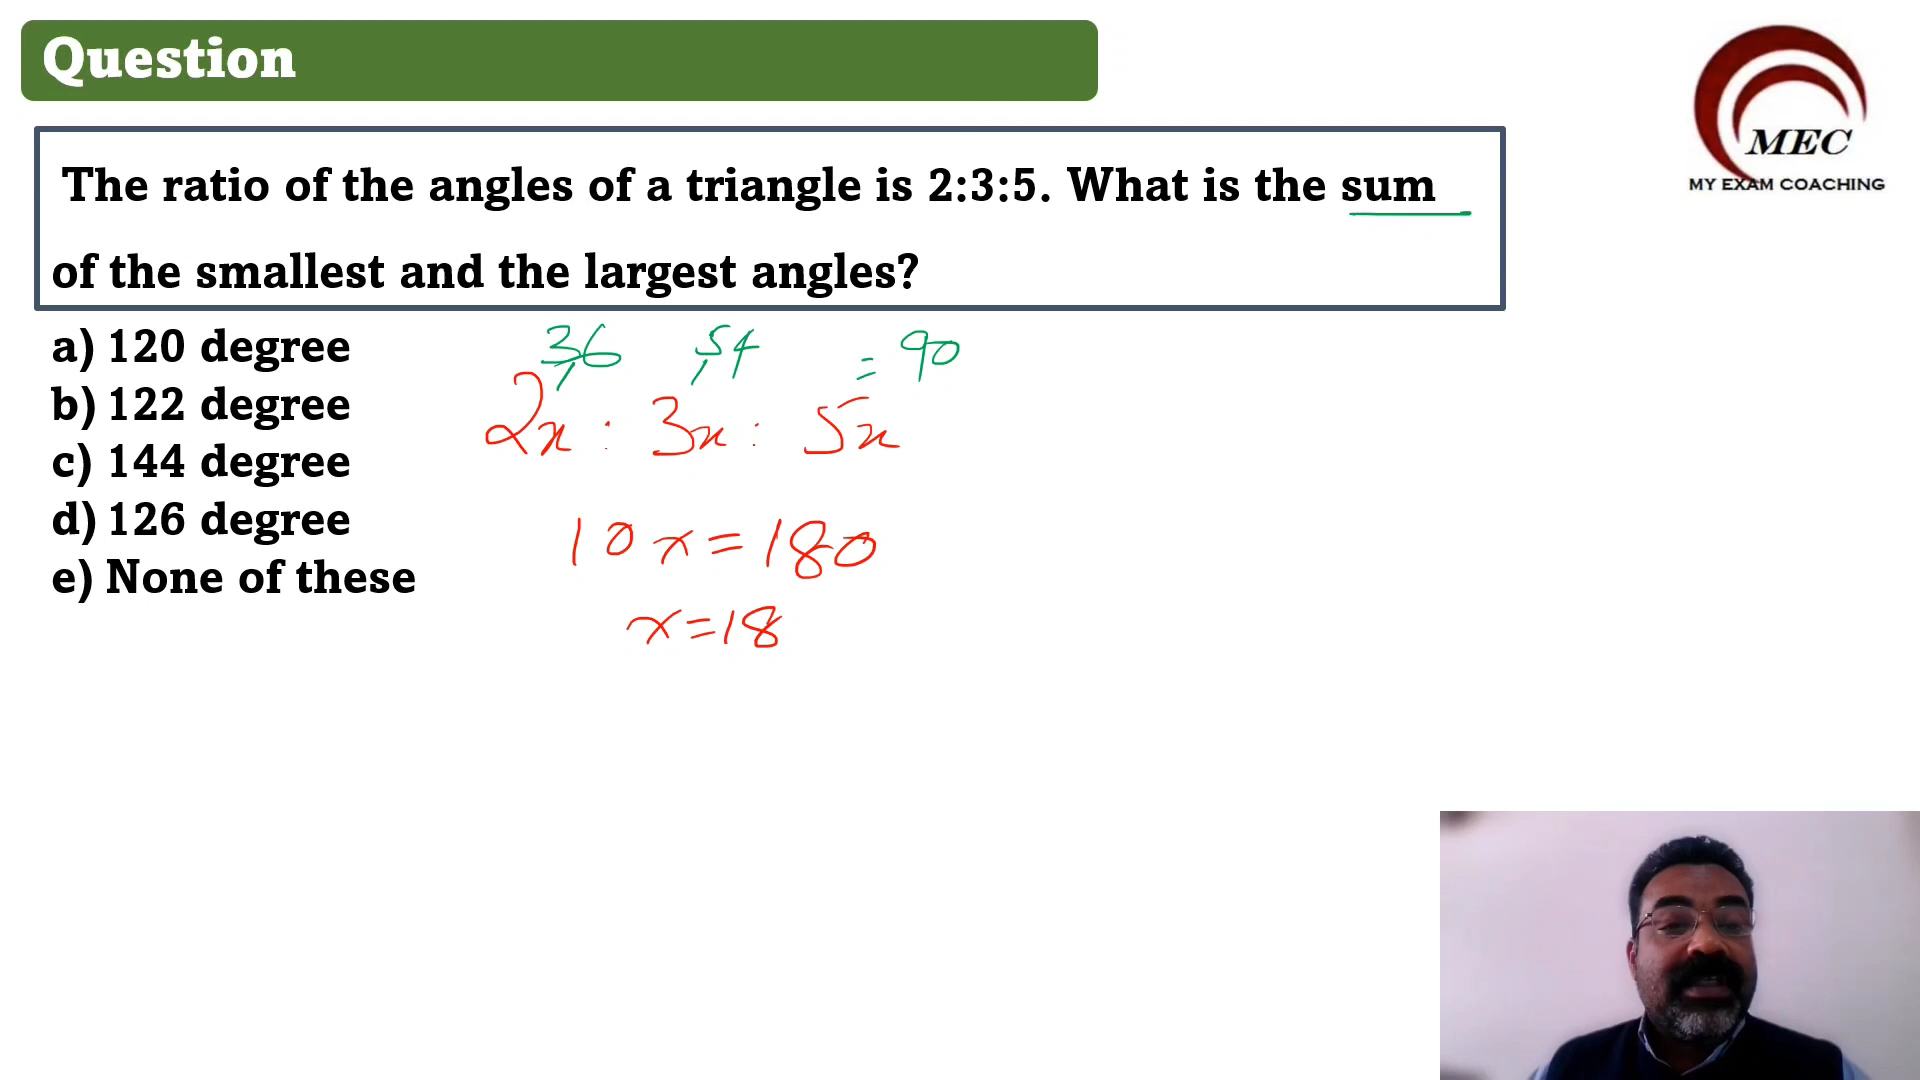 Question
MEC
MY EXAM COACHING
The ratio of the angles of a triangle is 2:3:5. What is the sum
of the smallest and the largest angles?
a) 120 degree
b) 122 degree
c) 144 degree
d) 126 degree
e) None of these
36 54 = 90
2x : 3x : 5x
10x = 180
x = 18